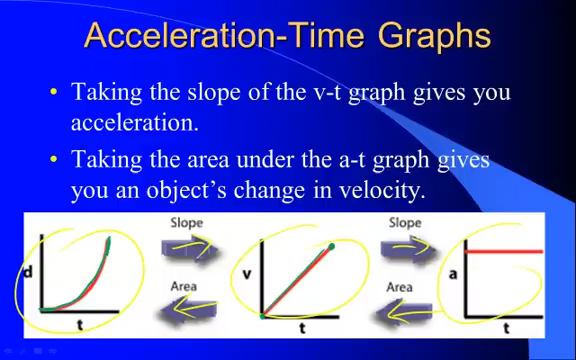 Acceleration-Time Graphs
• Taking the slope of the v-t graph gives you
acceleration.
• Taking the area under the a-t graph gives
you an object's change in velocity.
Slope
Slope
d
v
a
Area
Area
t
t
t